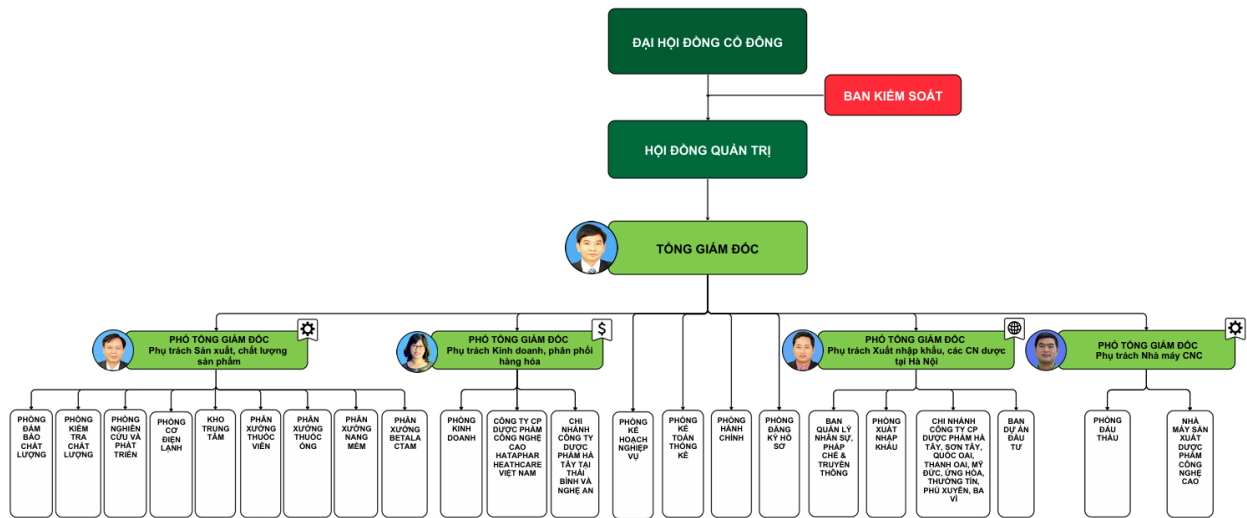 ĐẠI HỘI ĐỒNG CỔ ĐÔNG
BAN KIỂM SOÁT
HỘI ĐỒNG QUẢN TRỊ
TỔNG GIÁM ĐỐC
PHÓ TỔNG GIÁM ĐỐC
Phụ trách Sản xuất, chất lượng
sản phẩm
PHÓ TỔNG GIÁM ĐỐC
Phụ trách Kinh doanh, phân phối
hàng hóa
$
PHÓ TỔNG GIÁM ĐỐC
Phụ trách Xuất nhập khẩu, các CN dược
tại Hà Nội
PHÓ TỔNG GIÁM ĐỐC
Phụ trách Nhà máy CNC
PHÒNG
ĐẢM
BẢO CHẤT
LƯỢNG
PHÒNG
KIỂM
TRA
CHẤT
LƯỢNG
PHÒNG
NGHIÊN
CỨU VÀ
PHÁT
TRIỂN
PHÒNG
CƠ
ĐIỆN
LẠNH
KHO
TRUNG
TÂM
PHÂN
XƯỞNG
THUỐC
VIÊN
PHÂN
XƯỞNG
THUỐC
ỐNG
PHÂN
XƯỞNG
NANG
MỀM
PHÂN
XƯỞNG
BETALA
CTAM
PHÒNG
KINH
DOANH
CÔNG TY CP
DƯỢC PHẨM
CÔNG NGHỆ
CAO
HATAPHAR
HEATHCARE
VIỆT NAM
CHI
NHÁNH
CÔNG TY
DƯỢC
PHẨM HÀ
TÂY TẠI
THÁI
BÌNH VÀ
NGHỆ AN
PHÒNG
KẾ
HOẠCH
NGHIỆP
VỤ
PHÒNG
KẾ
TOÁN
THỐNG
KÊ
PHÒNG
HÀNH
CHÍNH
PHÒNG
ĐĂNG
KÝ HỒ
SƠ
BAN
QUẢN LÝ
NHÂN SỰ,
PHÁP
CHẾ &
TRUYỀN
THÔNG
PHÒNG
XUẤT
NHẬP
KHẨU
CHI NHÁNH
CÔNG TY CP
DƯỢC PHẨM HÀ
TÂY, SƠN TÂY,
QUỐC OAI,
THANH OAI, MỸ
ĐỨC, ỨNG HÒA,
THƯỜNG TÍN,
PHÚ XUYÊN, BA
VÌ
BAN
DỰ ÁN
ĐẦU
TƯ
PHÒNG
ĐẤU
THẦU
NHÀ
MÁY SẢN
XUẤT
DƯỢC
PHẨM
CÔNG
NGHỆ
CAO